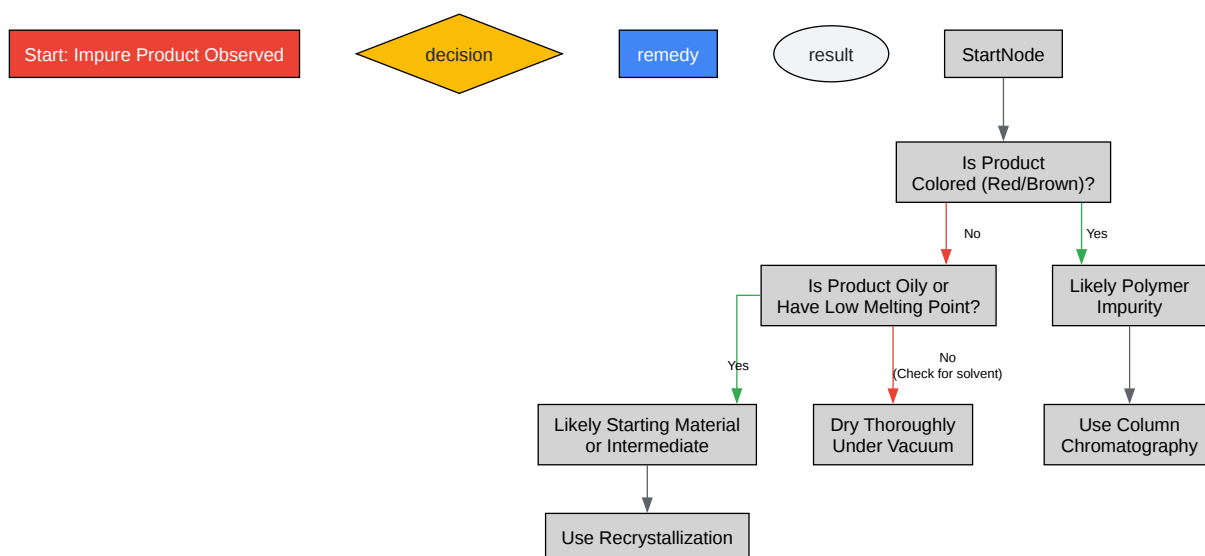 Start: Impure Product Observed
decision
remedy
result
StartNode
Is Product
Colored (Red/Brown)?
No
Yes
Is Product Oily or
Have Low Melting Point?
Likely Polymer
Impurity
Yes
No
(Check for solvent)
Likely Starting Material
or Intermediate
Dry Thoroughly
Under Vacuum
Use Column
Chromatography
Use Recrystallization